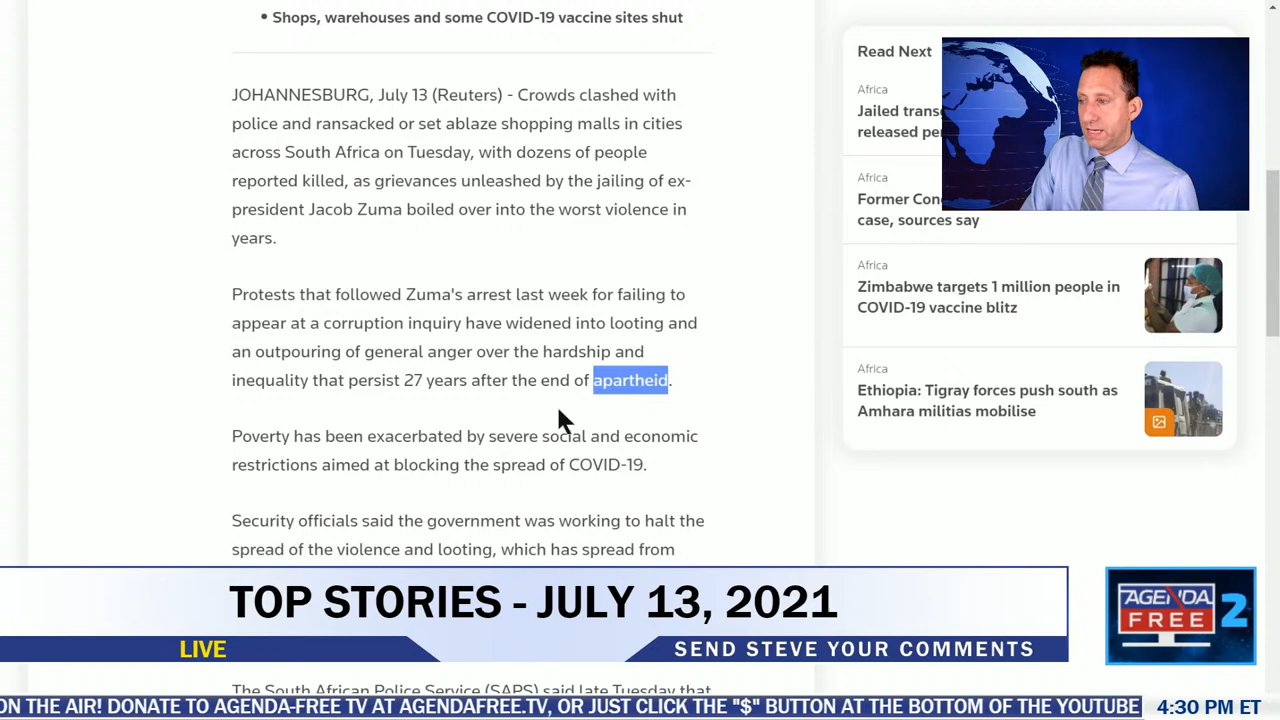 • Shops, warehouses and some COVID-19 vaccine sites shut
JOHANNESBURG, July 13 (Reuters) - Crowds clashed with
police and ransacked or set ablaze shopping malls in cities
across South Africa on Tuesday, with dozens of people
reported killed, as grievances unleashed by the jailing of ex-
president Jacob Zuma boiled over into the worst violence in
years.
Protests that followed Zuma's arrest last week for failing to
appear at a corruption inquiry have widened into looting and
an outpouring of general anger over the hardship and
inequality that persist 27 years after the end of apartheid.
Poverty has been exacerbated by severe social and economic
restrictions aimed at blocking the spread of COVID-19.
Security officials said the government was working to halt the
spread of the violence and looting, which has spread from
The South African Police Service (SAPS) said late Tuesday that
Read Next
Africa
Jailed
released
Africa
Former
case, sources say
Africa
Zimbabwe targets 1 million people in
COVID-19 vaccine blitz
Africa
Ethiopia: Tigray forces push south as
Amhara militias mobilise
TOP STORIES - JULY 13, 2021
LIVE
SEND STEVE YOUR COMMENTS
AGENDA
FREE
2
ON THE AIR! DONATE TO AGENDA-FREE TV AT AGENDAFREE.TV, OR JUST CLICK THE "$" BUTTON AT THE BOTTOM OF THE YOUTUBE
4:30 PM ET